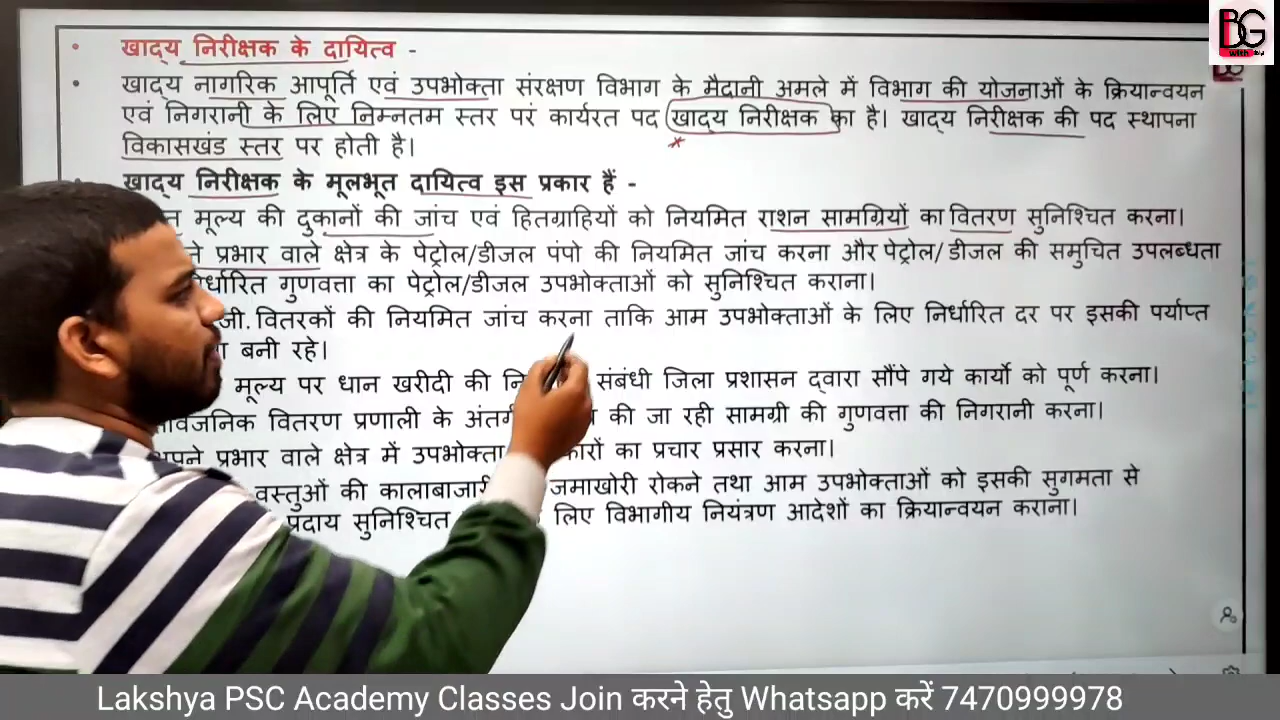 BG
with
• खाद्य निरीक्षक के दायित्व -
• खाद्य नागरिक आपूर्ति एवं उपभोक्ता संरक्षण विभाग के मैदानी अमले में विभाग की योजनाओं के क्रियान्वयन
एवं निगरानी के लिए निम्नतम स्तर पर कार्यरत पद खाद्य निरीक्षक का है। खाद्य निरीक्षक की पद स्थापना
विकासखंड स्तर पर होती है।
खाद्य निरीक्षक के मूलभूत दायित्व इस प्रकार हैं -
मूल्य की दुकानों की जांच एवं हितग्राहियों को नियमित राशन सामग्रियों का वितरण सुनिश्चित करना।
प्रभार वाले क्षेत्र के पेट्रोल/डीजल पंपो की नियमित जांच करना और पेट्रोल/ डीजल की समुचित उपलब्धता
गुणवत्ता का पेट्रोल/डीजल उपभोक्ताओं को सुनिश्चित कराना।
जी. वितरकों की नियमित जांच करना ताकि आम उपभोक्ताओं के लिए निर्धारित दर पर इसकी पर्याप्त
बनी रहे।
मूल्य पर धान खरीदी की संबंधी जिला प्रशासन द्वारा सौंपे गये कार्यो को पूर्ण करना।
वितरण प्रणाली के की जा रही सामग्री की गुणवत्ता की निगरानी करना।
अपने प्रभार वाले क्षेत्र में उपभोक्ता का प्रचार प्रसार करना।
वस्तुओं की जमाखोरी रोकने तथा आम उपभोक्ताओं को इसकी सुगमता से
प्रदाय सुनिश्चित लिए विभागीय नियंत्रण आदेशों का क्रियान्वयन कराना।
Lakshya PSC Academy Classes Join करने हेतु Whatsapp करें 7470999978